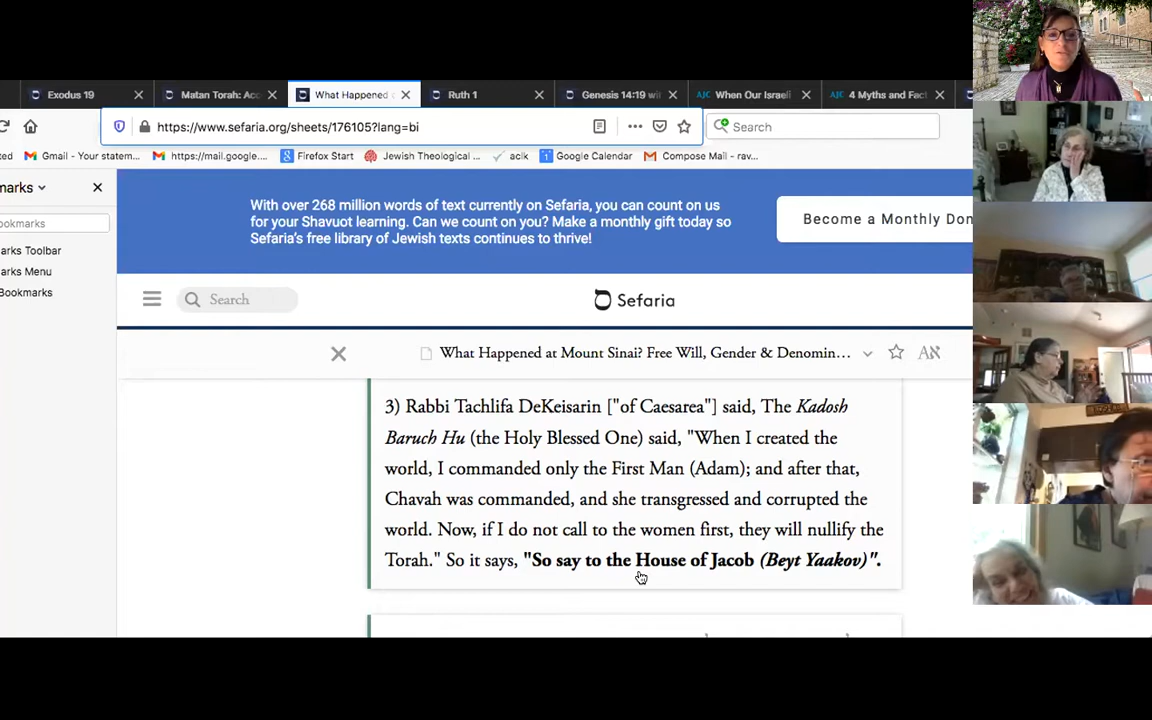 Exodus 19
Matan Torah: Acc
What Happened
Ruth 1
Genesis 14:19 wi
When Our Israeli
4 Myths and Fact
https://www.sefaria.org/sheets/176105?lang=bi
Search
ted
Gmail - Your statem...
https://mail.google....
Firefox Start
Jewish Theological ...
acik
Google Calendar
Compose Mail - rav...
marks
ookmarks
arks Toolbar
arks Menu
Bookmarks
With over 268 million words of text currently on Sefaria, you can count on us
for your Shavuot learning. Can we count on you? Make a monthly gift today so
Sefaria's free library of Jewish texts continues to thrive!
Become a Monthly Don
Search
Sefaria
What Happened at Mount Sinai? Free Will, Gender & Denomin...
3) Rabbi Tachlifa DeKeisarin ["of Caesarea"] said, The Kadosh
Baruch Hu (the Holy Blessed One) said, "When I created the
world, I commanded only the First Man (Adam); and after that,
Chavah was commanded, and she transgressed and corrupted the
world. Now, if I do not call to the women first, they will nullify the
Torah." So it says, "So say to the House of Jacob (Beyt Yaakov)".